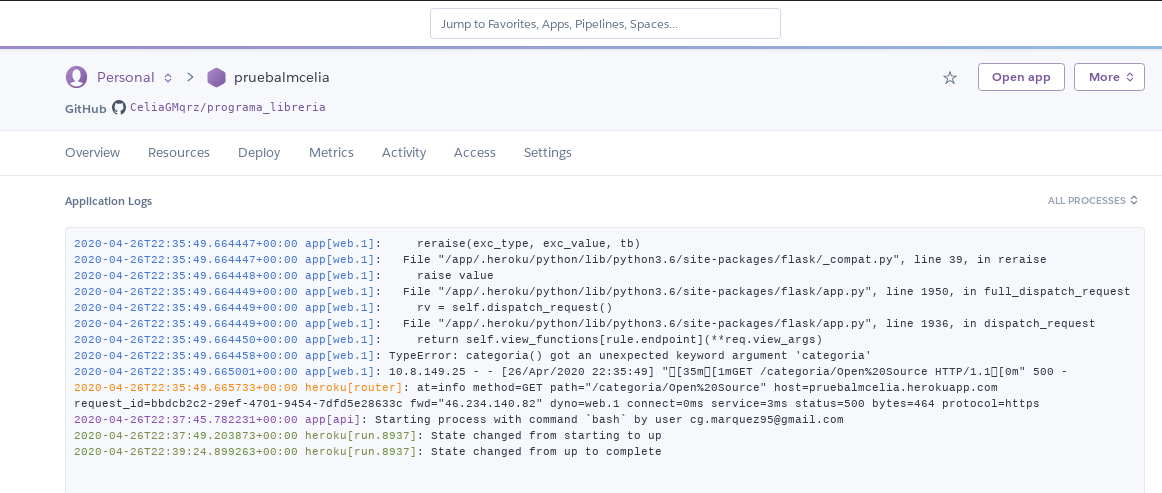 Jump to Favorites, Apps, Pipelines, Spaces...
Personal pruebalmcelia
Open app More
GitHub CeliaGMqrz/programa_libreria
Overview Resources Deploy Metrics Activity Access Settings
Application Logs ALL PROCESSES
2020-04-26T22:35:49.664447+00:00 app[web.1]:     reraise(exc_type, exc_value, tb)
2020-04-26T22:35:49.664447+00:00 app[web.1]:   File "/app/.heroku/python/lib/python3.6/site-packages/flask/_compat.py", line 39, in reraise
2020-04-26T22:35:49.664448+00:00 app[web.1]:     raise value
2020-04-26T22:35:49.664449+00:00 app[web.1]:   File "/app/.heroku/python/lib/python3.6/site-packages/flask/app.py", line 1950, in full_dispatch_request
2020-04-26T22:35:49.664449+00:00 app[web.1]:     rv = self.dispatch_request()
2020-04-26T22:35:49.664449+00:00 app[web.1]:   File "/app/.heroku/python/lib/python3.6/site-packages/flask/app.py", line 1936, in dispatch_request
2020-04-26T22:35:49.664450+00:00 app[web.1]:     return self.view_functions[rule.endpoint](**req.view_args)
2020-04-26T22:35:49.664458+00:00 app[web.1]: TypeError: categoria() got an unexpected keyword argument 'categoria'
2020-04-26T22:35:49.665001+00:00 app[web.1]: 10.8.149.25 - - [26/Apr/2020 22:35:49] "[35m[1mGET /categoria/Open%20Source HTTP/1.1[0m" 500 -
2020-04-26T22:35:49.665733+00:00 heroku[router]: at=info method=GET path="/categoria/Open%20Source" host=pruebalmcelia.herokuapp.com
request_id=bbdcb2c2-29ef-4701-9454-7dfd5e28633c fwd="46.234.140.82" dyno=web.1 connect=0ms service=3ms status=500 bytes=464 protocol=https
2020-04-26T22:37:45.782231+00:00 app[api]: Starting process with command `bash` by user cg.marquez95@gmail.com
2020-04-26T22:37:49.203873+00:00 heroku[run.8937]: State changed from starting to up
2020-04-26T22:39:24.899263+00:00 heroku[run.8937]: State changed from up to complete